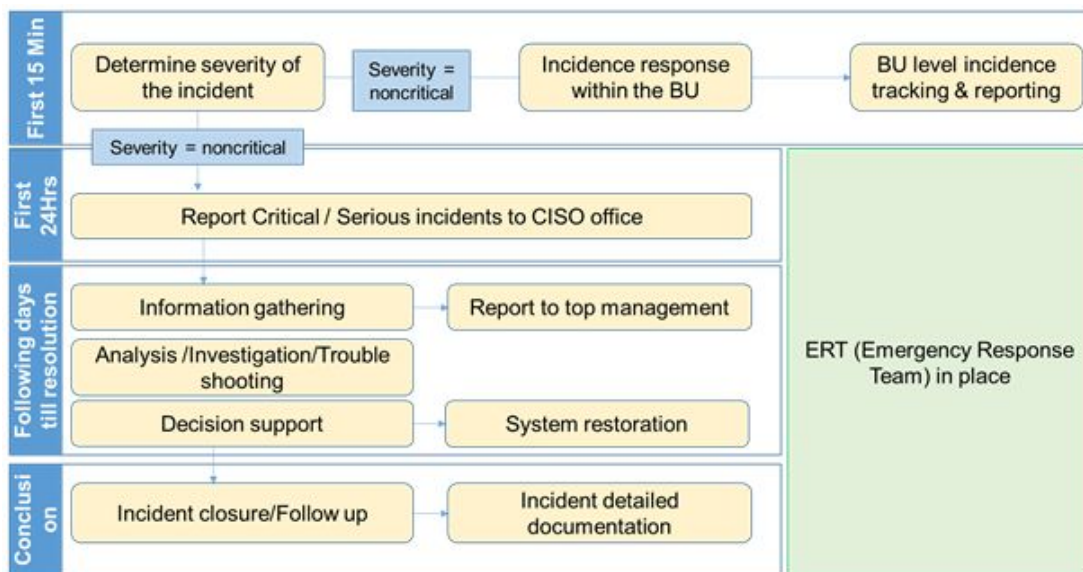 First 15 Min
Determine severity of
the incident
Severity =
noncritical
Incidence response
within the BU
BU level incidence
tracking & reporting
Severity = noncritical
First
24Hrs
Report Critical / Serious incidents to CISO office
Following days
till resolution
Information gathering
Report to top management
Analysis /Investigation/Trouble
shooting
Decision support
System restoration
ERT (Emergency Response
Team) in place
Conclusi
on
Incident closure/Follow up
Incident detailed
documentation